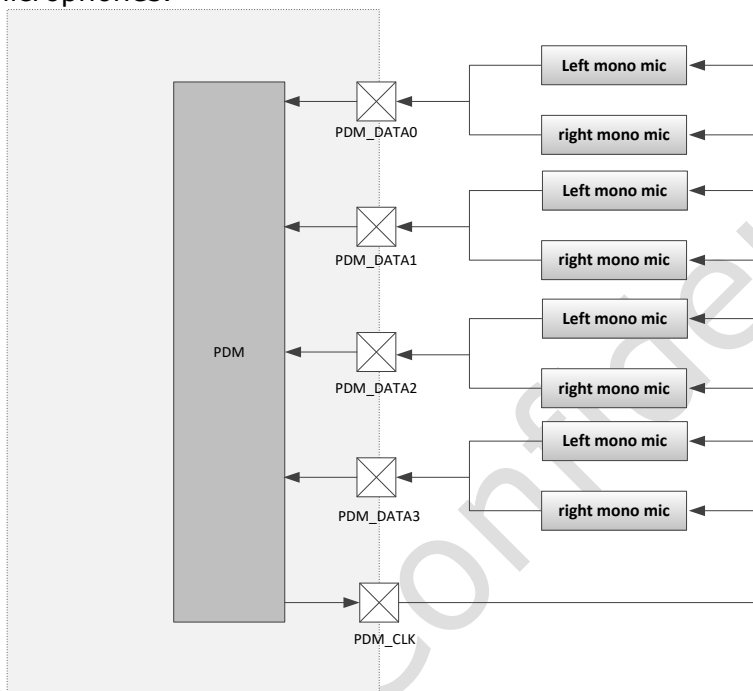 Left mono mic
PDM_DATA0
right mono mic
Left mono mic
PDM_DATA1
right mono mic
Left mono mic
PDM
PDM_DATA2
right mono mic
Left mono mic
PDM_DATA3
right mono mic
PDM_CLK